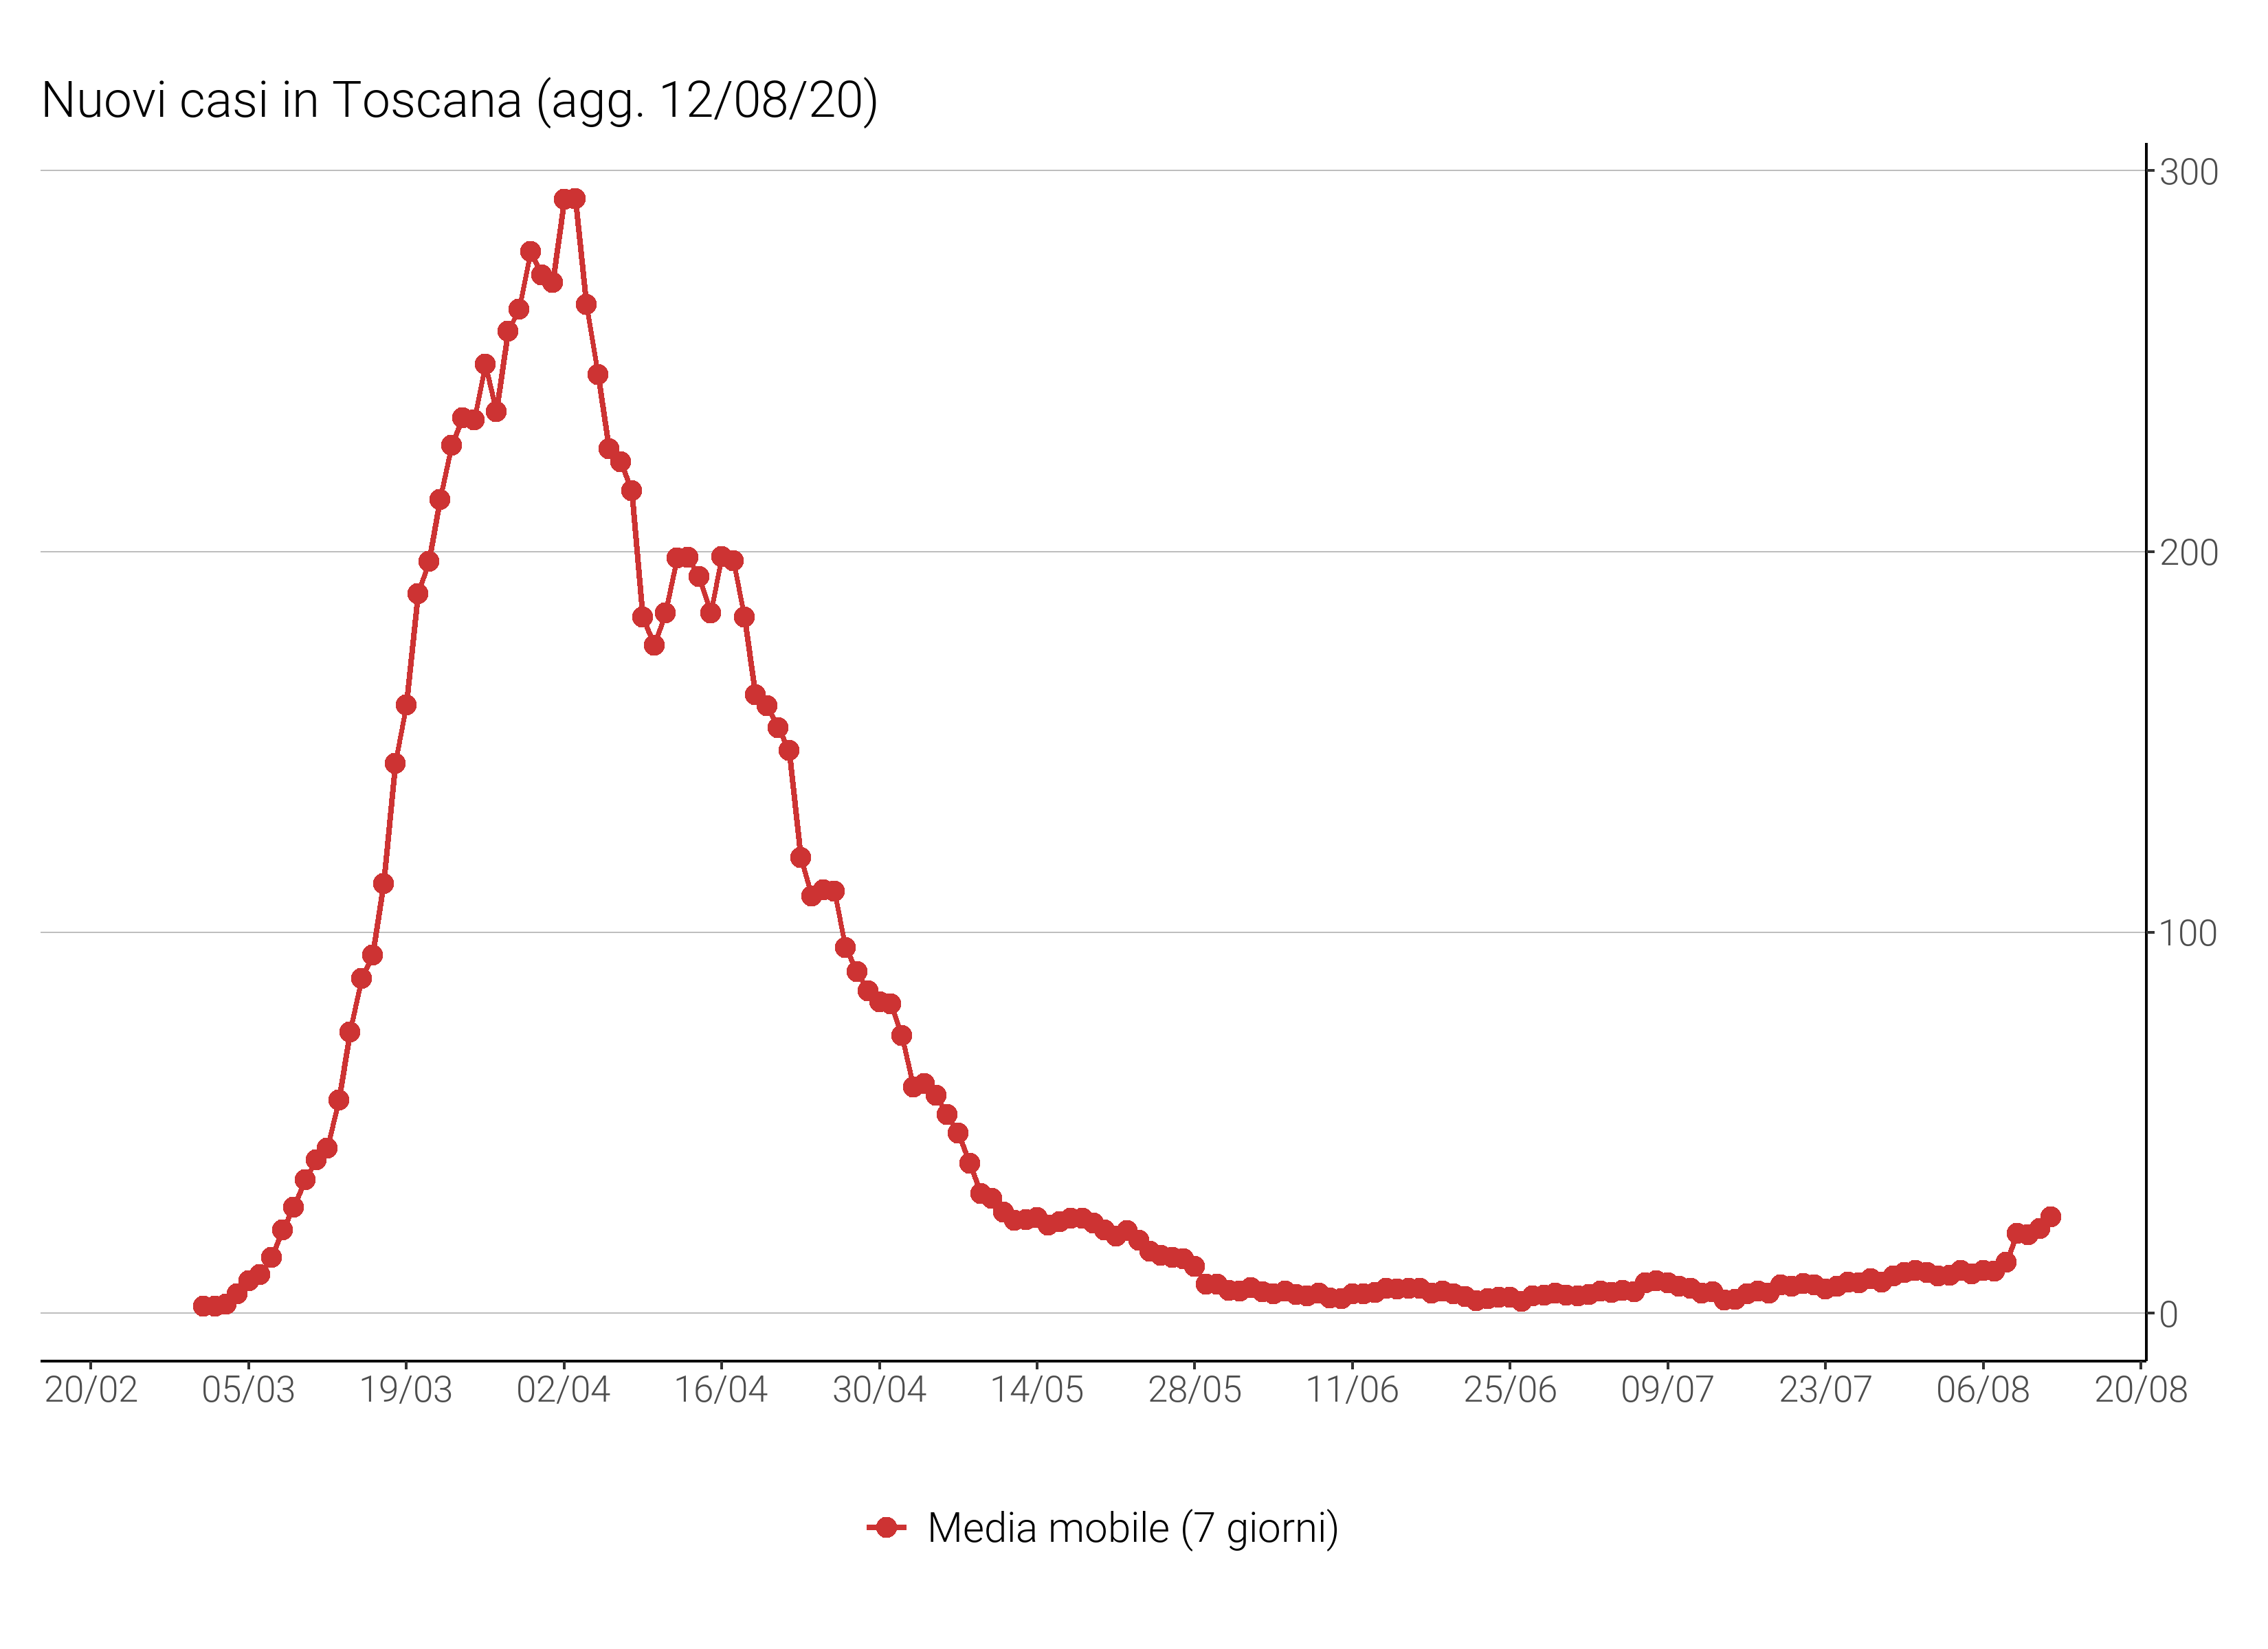 Nuovi casi in Toscana (agg. 12/08/20)
300
200
100
0
20/02 05/03 19/03 02/04 16/04 30/04 14/05 28/05 11/06 25/06 09/07 23/07 06/08 20/08
Media mobile (7 giorni)